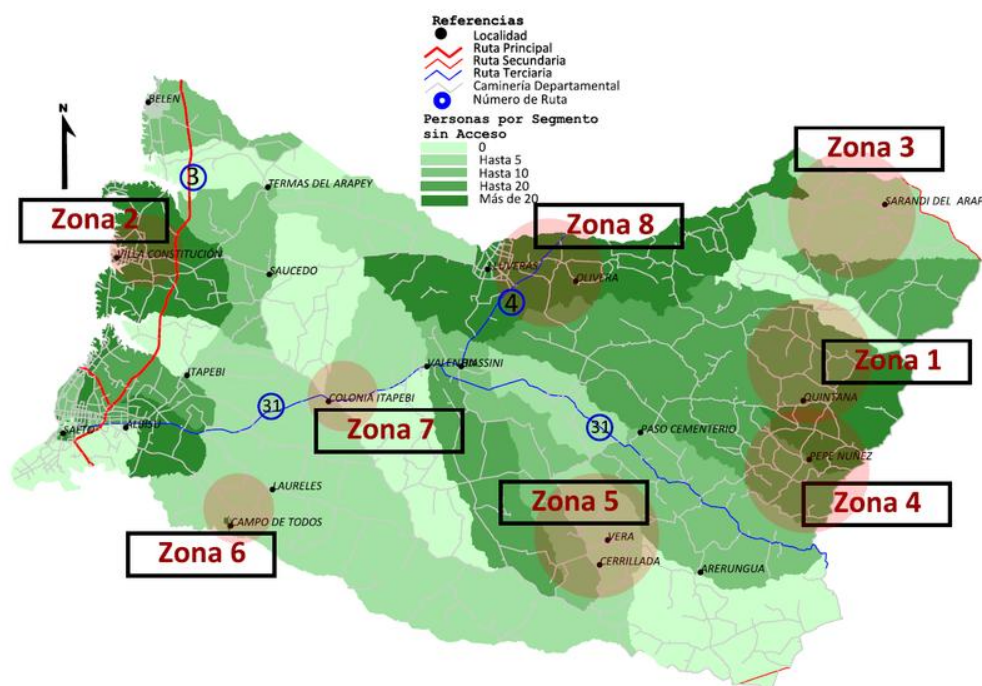 Referencias
Localidad
Ruta Principal
Ruta Secundaria
Ruta Terciaria
Caminería Departamental
Número de Ruta
Personas por Segmento
sin Acceso
0
Hasta 5
Hasta 10
Hasta 20
Más de 20
N
BELEN
3
TERMAS DEL ARAPEY
Zona 3
SARANDI DEL ARAP
Zona 2
VILLA CONSTITUCIÓN
Zona 8
SAUCEDO
OLIVERA
4
Zona 1
ITAPEBI
VALENTIN
COLONIA ITAPEBI
QUINTANA
31
Zona 7
31
PASO CEMENTERIO
SALTO
ALBISU
PEPE NUÑEZ
LAURELES
Zona 5
Zona 4
CAMPO DE TODOS
Zona 6
VERA
CERRILLADA
ARERUNGUA